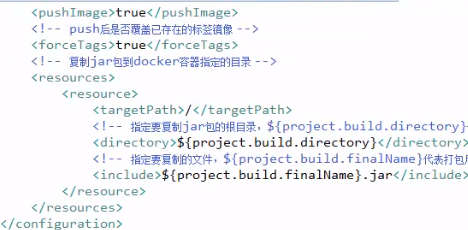 <pushImage>true</pushImage>
<!-- push后是否覆盖已存在的标签镜像 -->
<forceTags>true</forceTags>
<!-- 复制jar包到docker容器指定的目录 -->
<resources>
<resource>
<targetPath>/</targetPath>
<!-- 指定要复制jar包的根目录，${project.build.directory}
<directory>${project.build.directory}</directory>
<!-- 指定要复制的文件，${project.build.finalName}代表打包后
<include>${project.build.finalName}.jar</include>
</resource>
</resources>
</configuration>